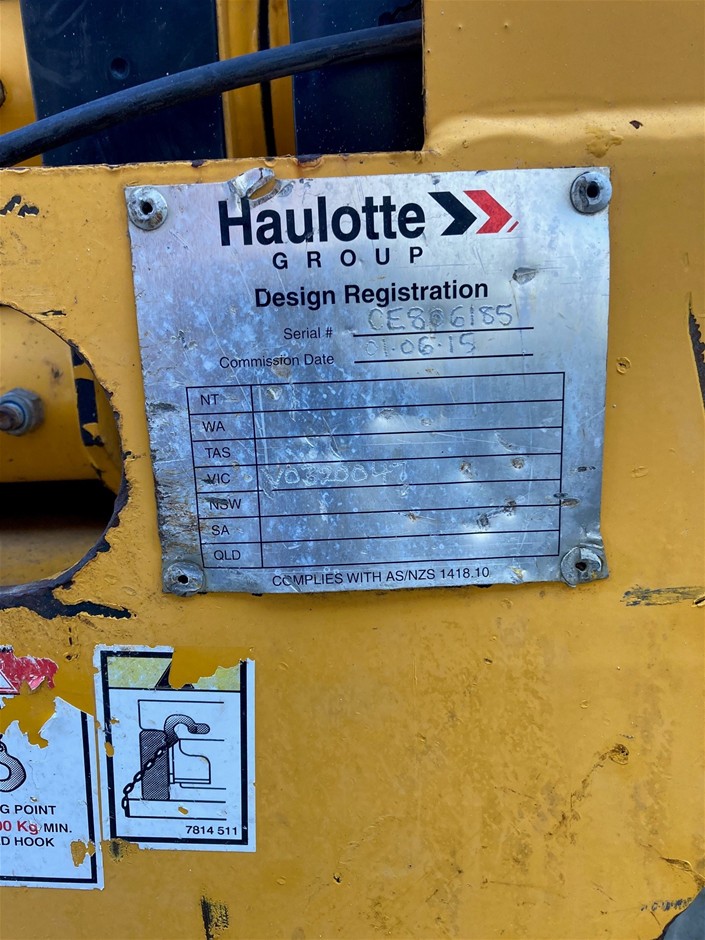 Haulotte
GROUP
Design Registration
Serial # CE806185
Commission Date 01.06.15
NT
WA
TAS
VIC V0320047
NSW
SA
QLD
COMPLIES WITH AS/NZS 1418.10
G POINT
00 Kg MIN.
D HOOK
7814 511